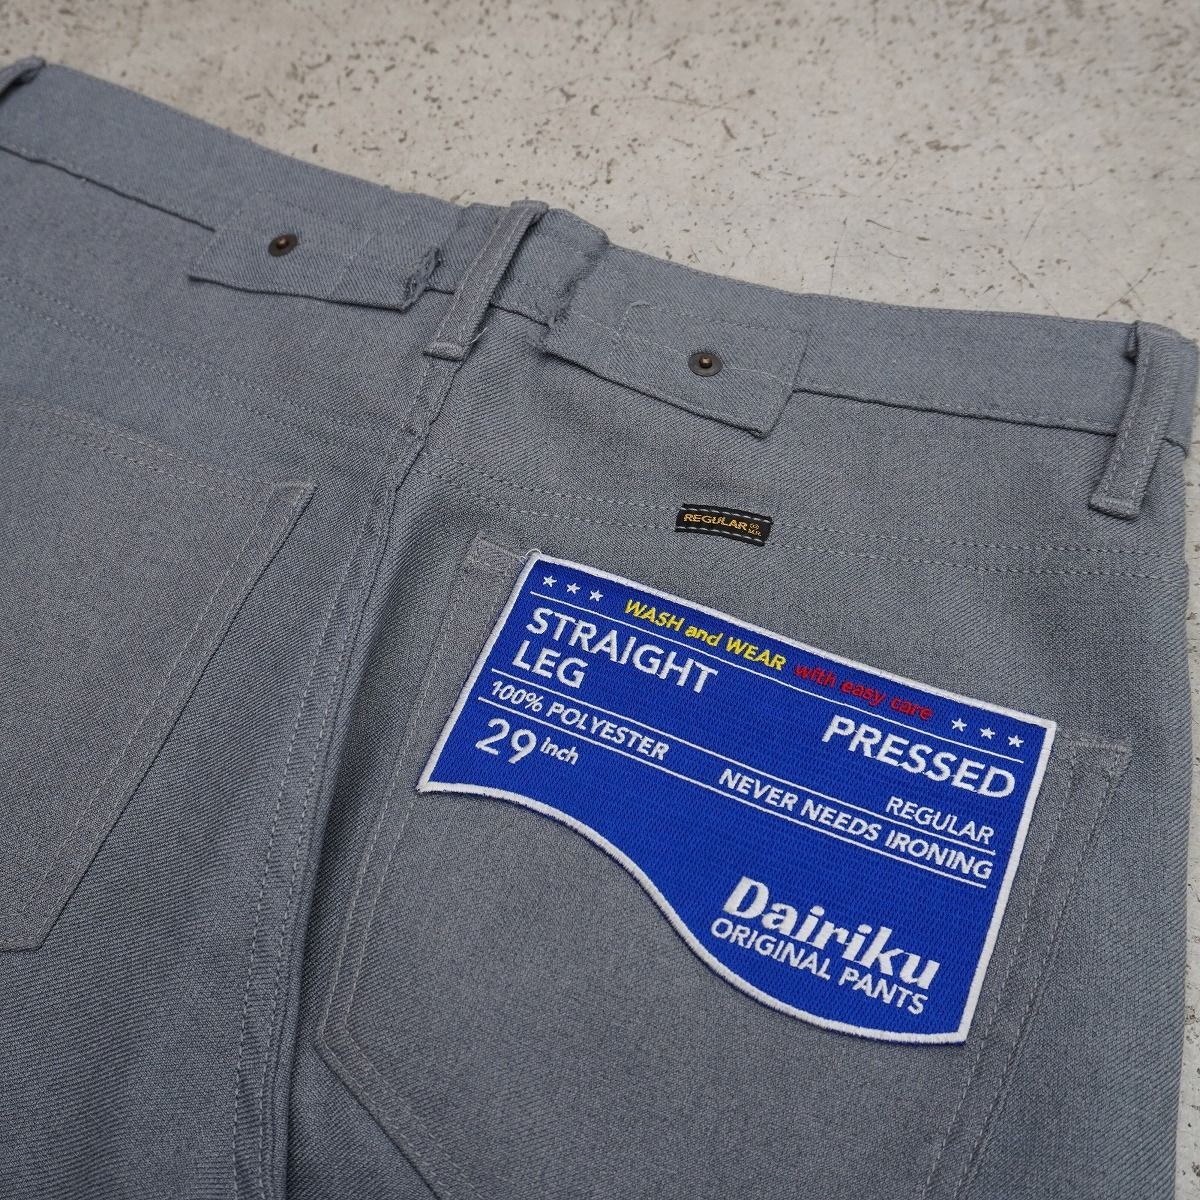 REGULAR
WASH and WEAR with easy care
STRAIGHT
LEG
PRESSED
100% POLYESTER
REGULAR
29 Inch
NEVER NEEDS IRONING
Dairiku
ORIGINAL PANTS